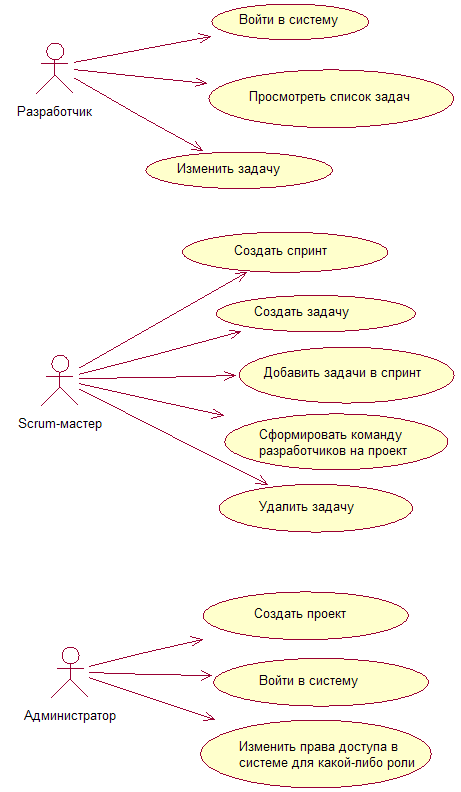 Войти в систему
Просмотреть список задач
Разработчик
Изменить задачу
Создать спринт
Создать задачу
Добавить задачи в спринт
Scrum-мастер
Сформировать команду
разработчиков на проект
Удалить задачу
Создать проект
Войти в систему
Администратор
Изменить права доступа в
системе для какой-либо роли